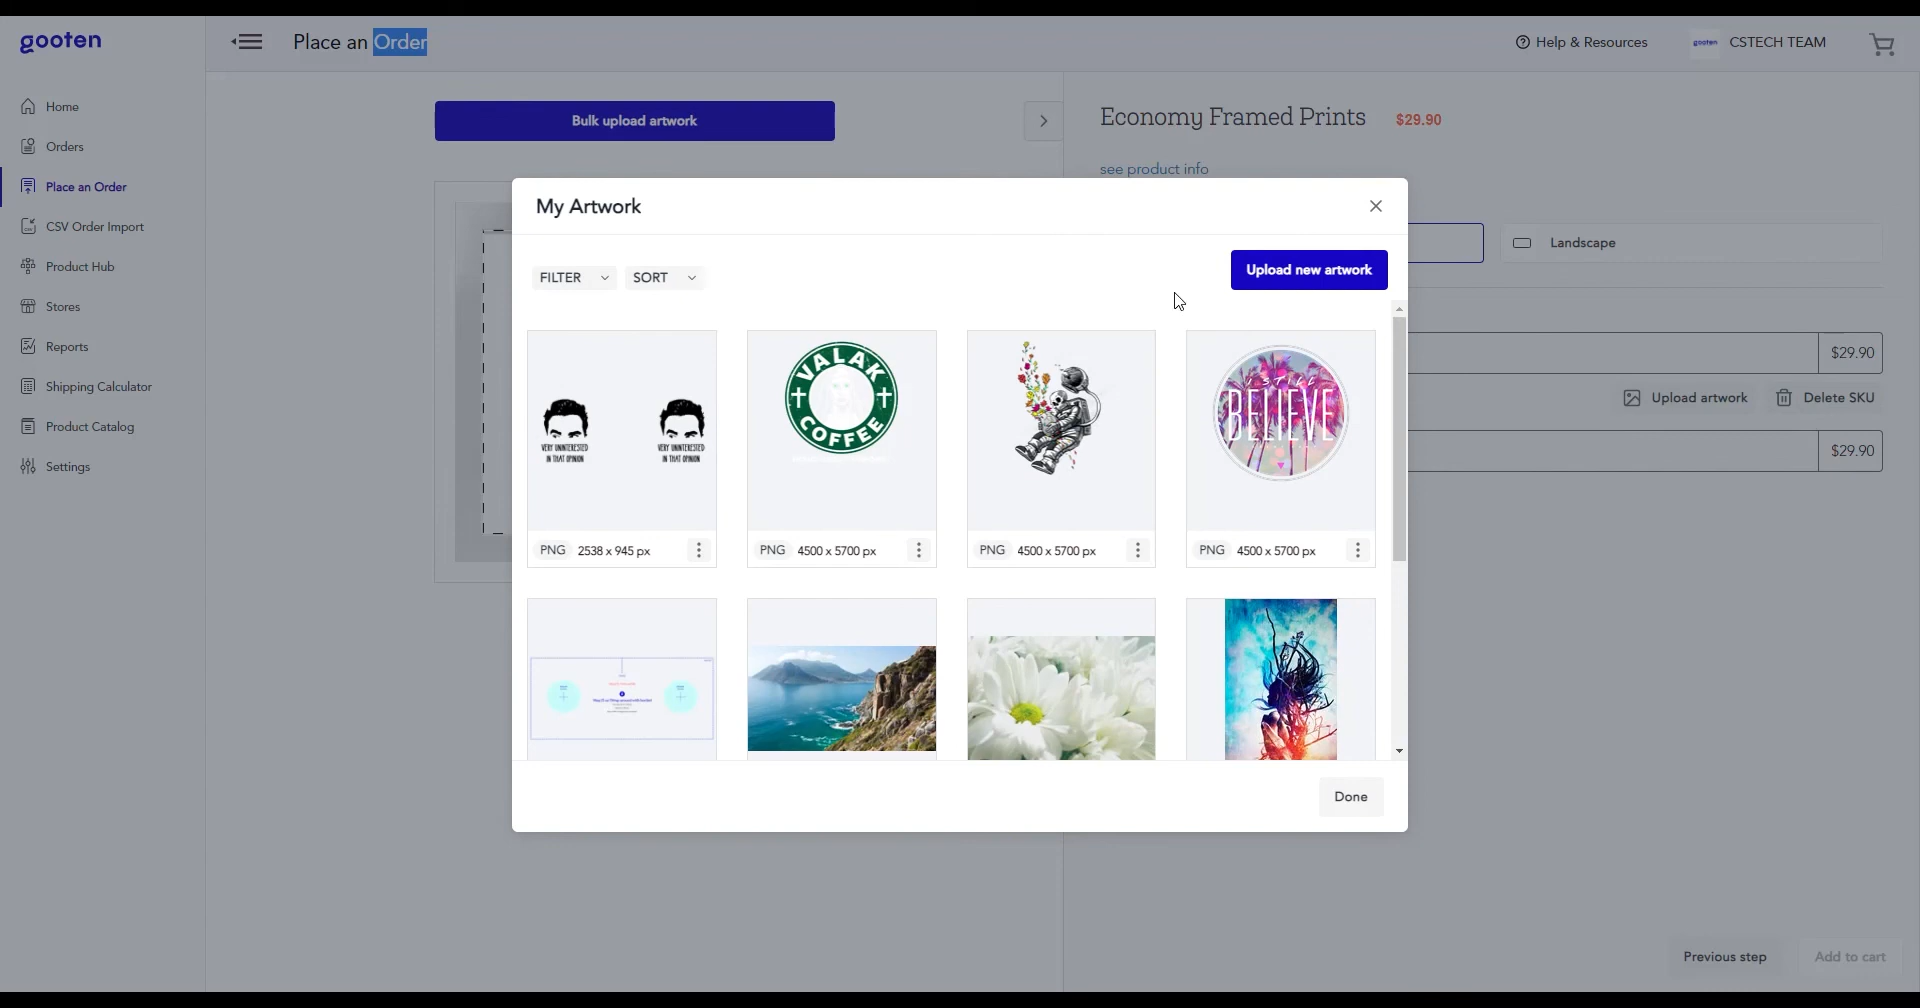 gooten
Place an Order
Help & Resources
gooten
CSTECH TEAM
Home
Orders
Place an Order
CSV Order Import
Product Hub
Stores
Reports
Shipping Calculator
Product Catalog
Settings
Bulk upload artwork
Economy Framed Prints $29.90
see product info
Landscape
$29.90
Upload artwork
Delete SKU
$29.90
My Artwork
FILTER
SORT
Upload new artwork
VERY UNINTERESTED
IN THAT OPINION
VERY UNINTERESTED
IN THAT OPINION
PNG 2538 x 945 px
VALAK
COFFEE
PNG 4500 x 5700 px
PNG 4500 x 5700 px
I STILL
BELIEVE
PNG 4500 x 5700 px
Done
Previous step
Add to cart